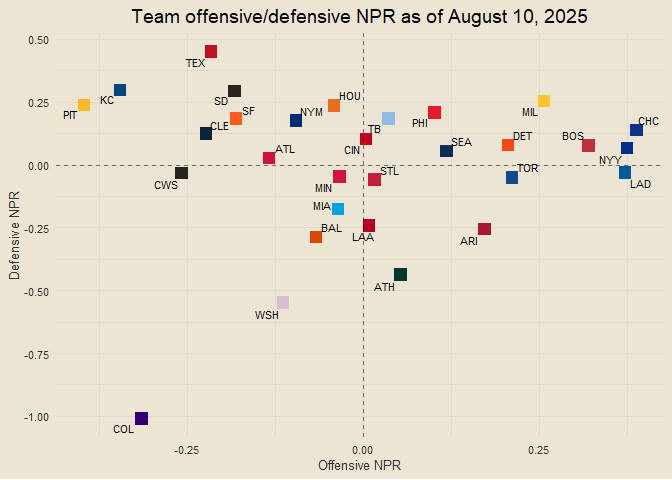 Team offensive/defensive NPR as of August 10, 2025
0.50
TEX
0.25
KC
PIT
SD
HOU
SF
NYM
CLE
MIL
PHI
TB
CHC
CIN
SEA
DET
BOS
NYY
0.00
ATL
CWS
MIN
STL
TOR
LAD
MIA
BAL
LAA
ARI
-0.25
ATH
-0.50
WSH
-0.75
-1.00
COL
Defensive NPR
-0.25
0.00
0.25
Offensive NPR